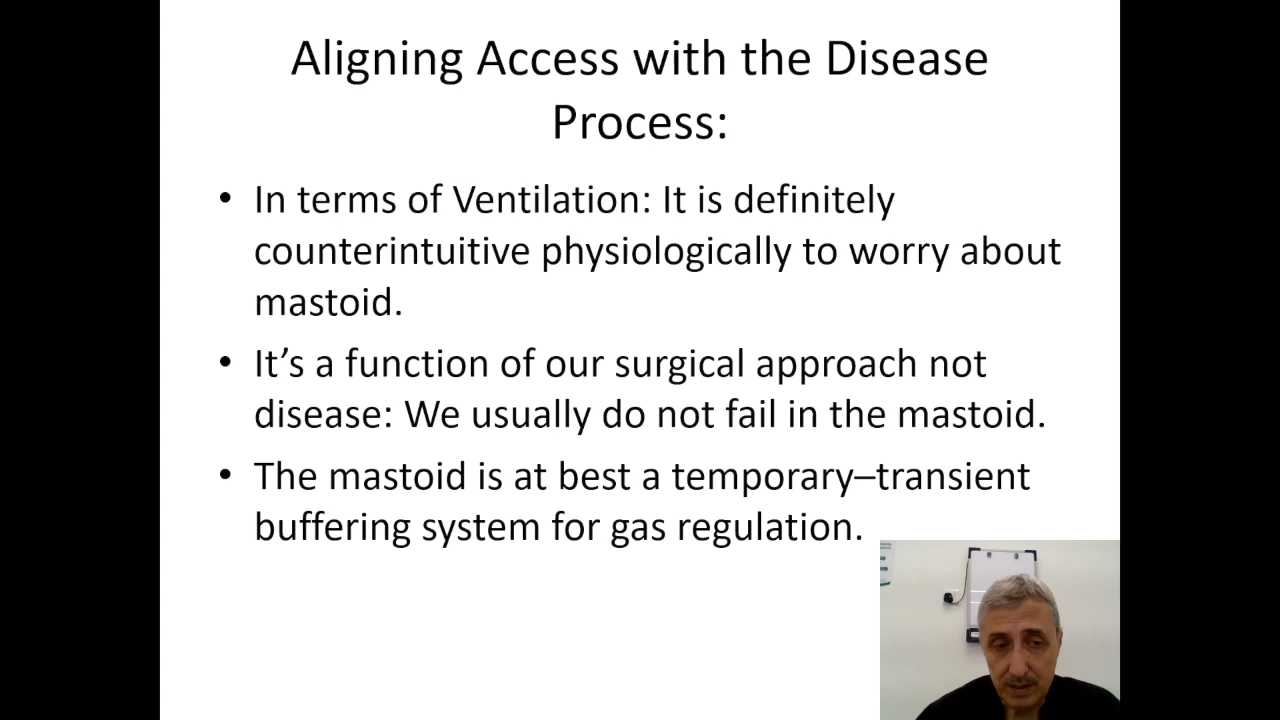 Aligning Access with the Disease
Process:
• In terms of Ventilation: It is definitely
counterintuitive physiologically to worry about
mastoid.
• It’s a function of our surgical approach not
disease: We usually do not fail in the mastoid.
• The mastoid is at best a temporary–transient
buffering system for gas regulation.